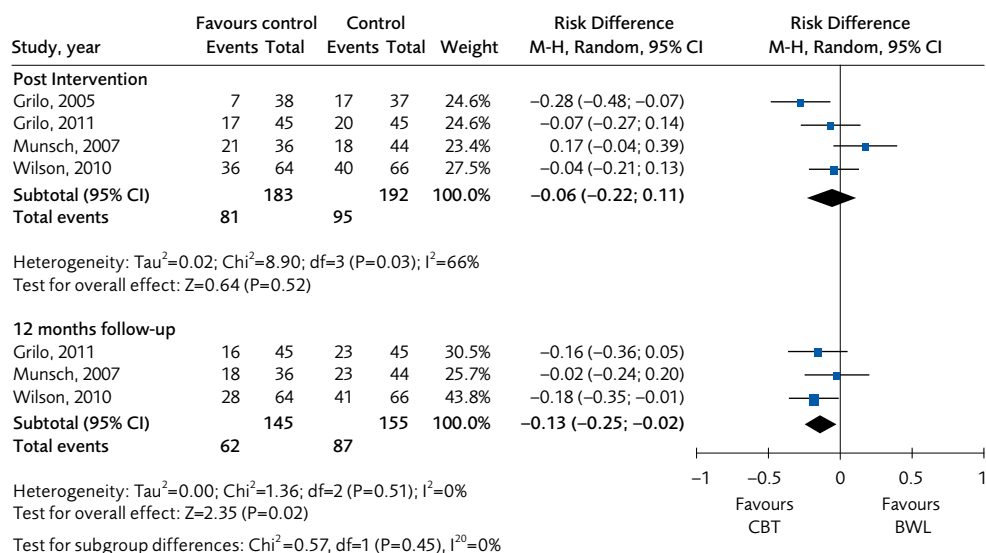 Favours control Control Risk Difference Risk Difference
Study, year Events Total Events Total Weight M-H, Random, 95% CI M-H, Random, 95% CI
Post Intervention
Grilo, 2005 7 38 17 37 24.6% −0.28 (−0.48; −0.07)
Grilo, 2011 17 45 20 45 24.6% −0.07 (−0.27; 0.14)
Munsch, 2007 21 36 18 44 23.4% 0.17 (−0.04; 0.39)
Wilson, 2010 36 64 40 66 27.5% −0.04 (−0.21; 0.13)
Subtotal (95% CI) 183 192 100.0% −0.06 (−0.22; 0.11)
Total events 81 95
Heterogeneity: Tau²=0.02; Chi²=8.90; df=3 (P=0.03); I²=66%
Test for overall effect: Z=0.64 (P=0.52)
12 months follow-up
Grilo, 2011 16 45 23 45 30.5% −0.16 (−0.36; 0.05)
Munsch, 2007 18 36 23 44 25.7% −0.02 (−0.24; 0.20)
Wilson, 2010 28 64 41 66 43.8% −0.18 (−0.35; −0.01)
Subtotal (95% CI) 145 155 100.0% −0.13 (−0.25; −0.02)
Total events 62 87
Heterogeneity: Tau²=0.00; Chi²=1.36; df=2 (P=0.51); I²=0%
Test for overall effect: Z=2.35 (P=0.02)
Test for subgroup differences: Chi²=0.57, df=1 (P=0.45), I²⁰=0%
−1 −0.5 0 0.5 1
Favours Favours
CBT BWL